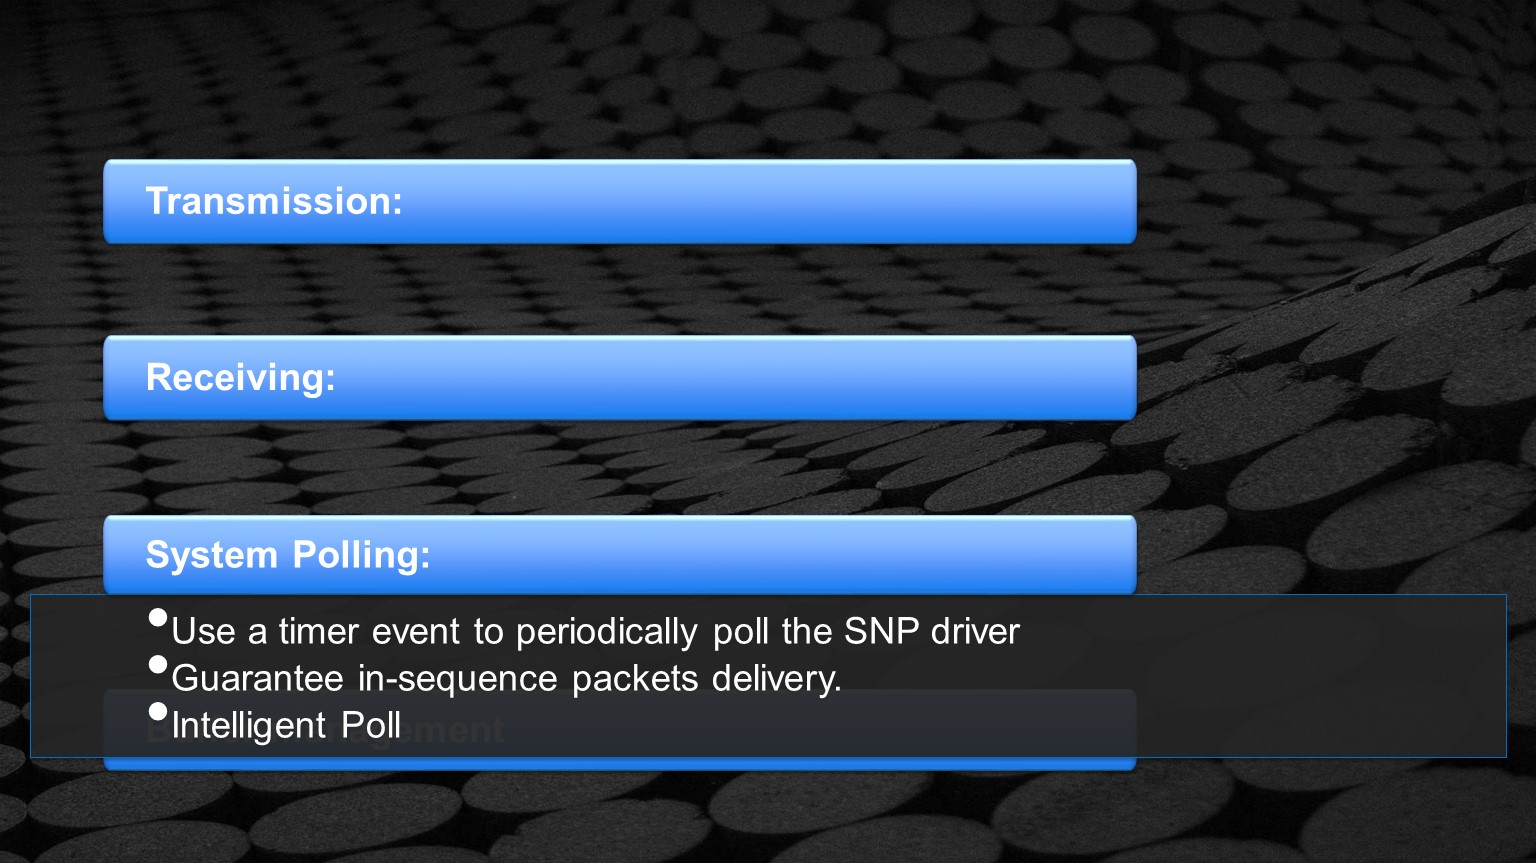 Transmission:
Receiving:
System Polling:
•Use a timer event to periodically poll the SNP driver
•Guarantee in-sequence packets delivery.
•Intelligent Poll